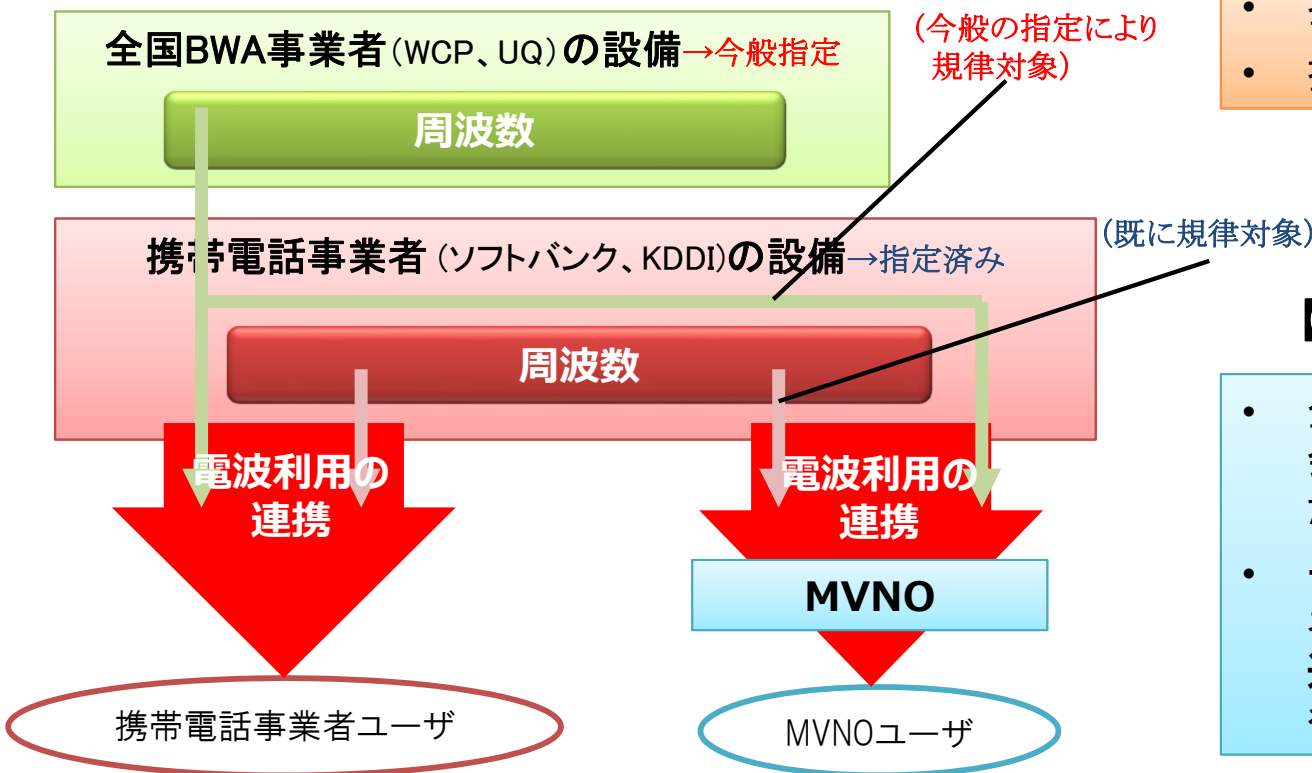 全国BWA事業者(WCP、UQ)の設備→今般指定
(今般の指定により
規律対象)
周波数
携帯電話事業者(ソフトバンク、KDDI)の設備→指定済み
(既に規律対象)
周波数
電波利用の
連携
電波利用の
連携
MVNO
携帯電話事業者ユーザ
MVNOユーザ